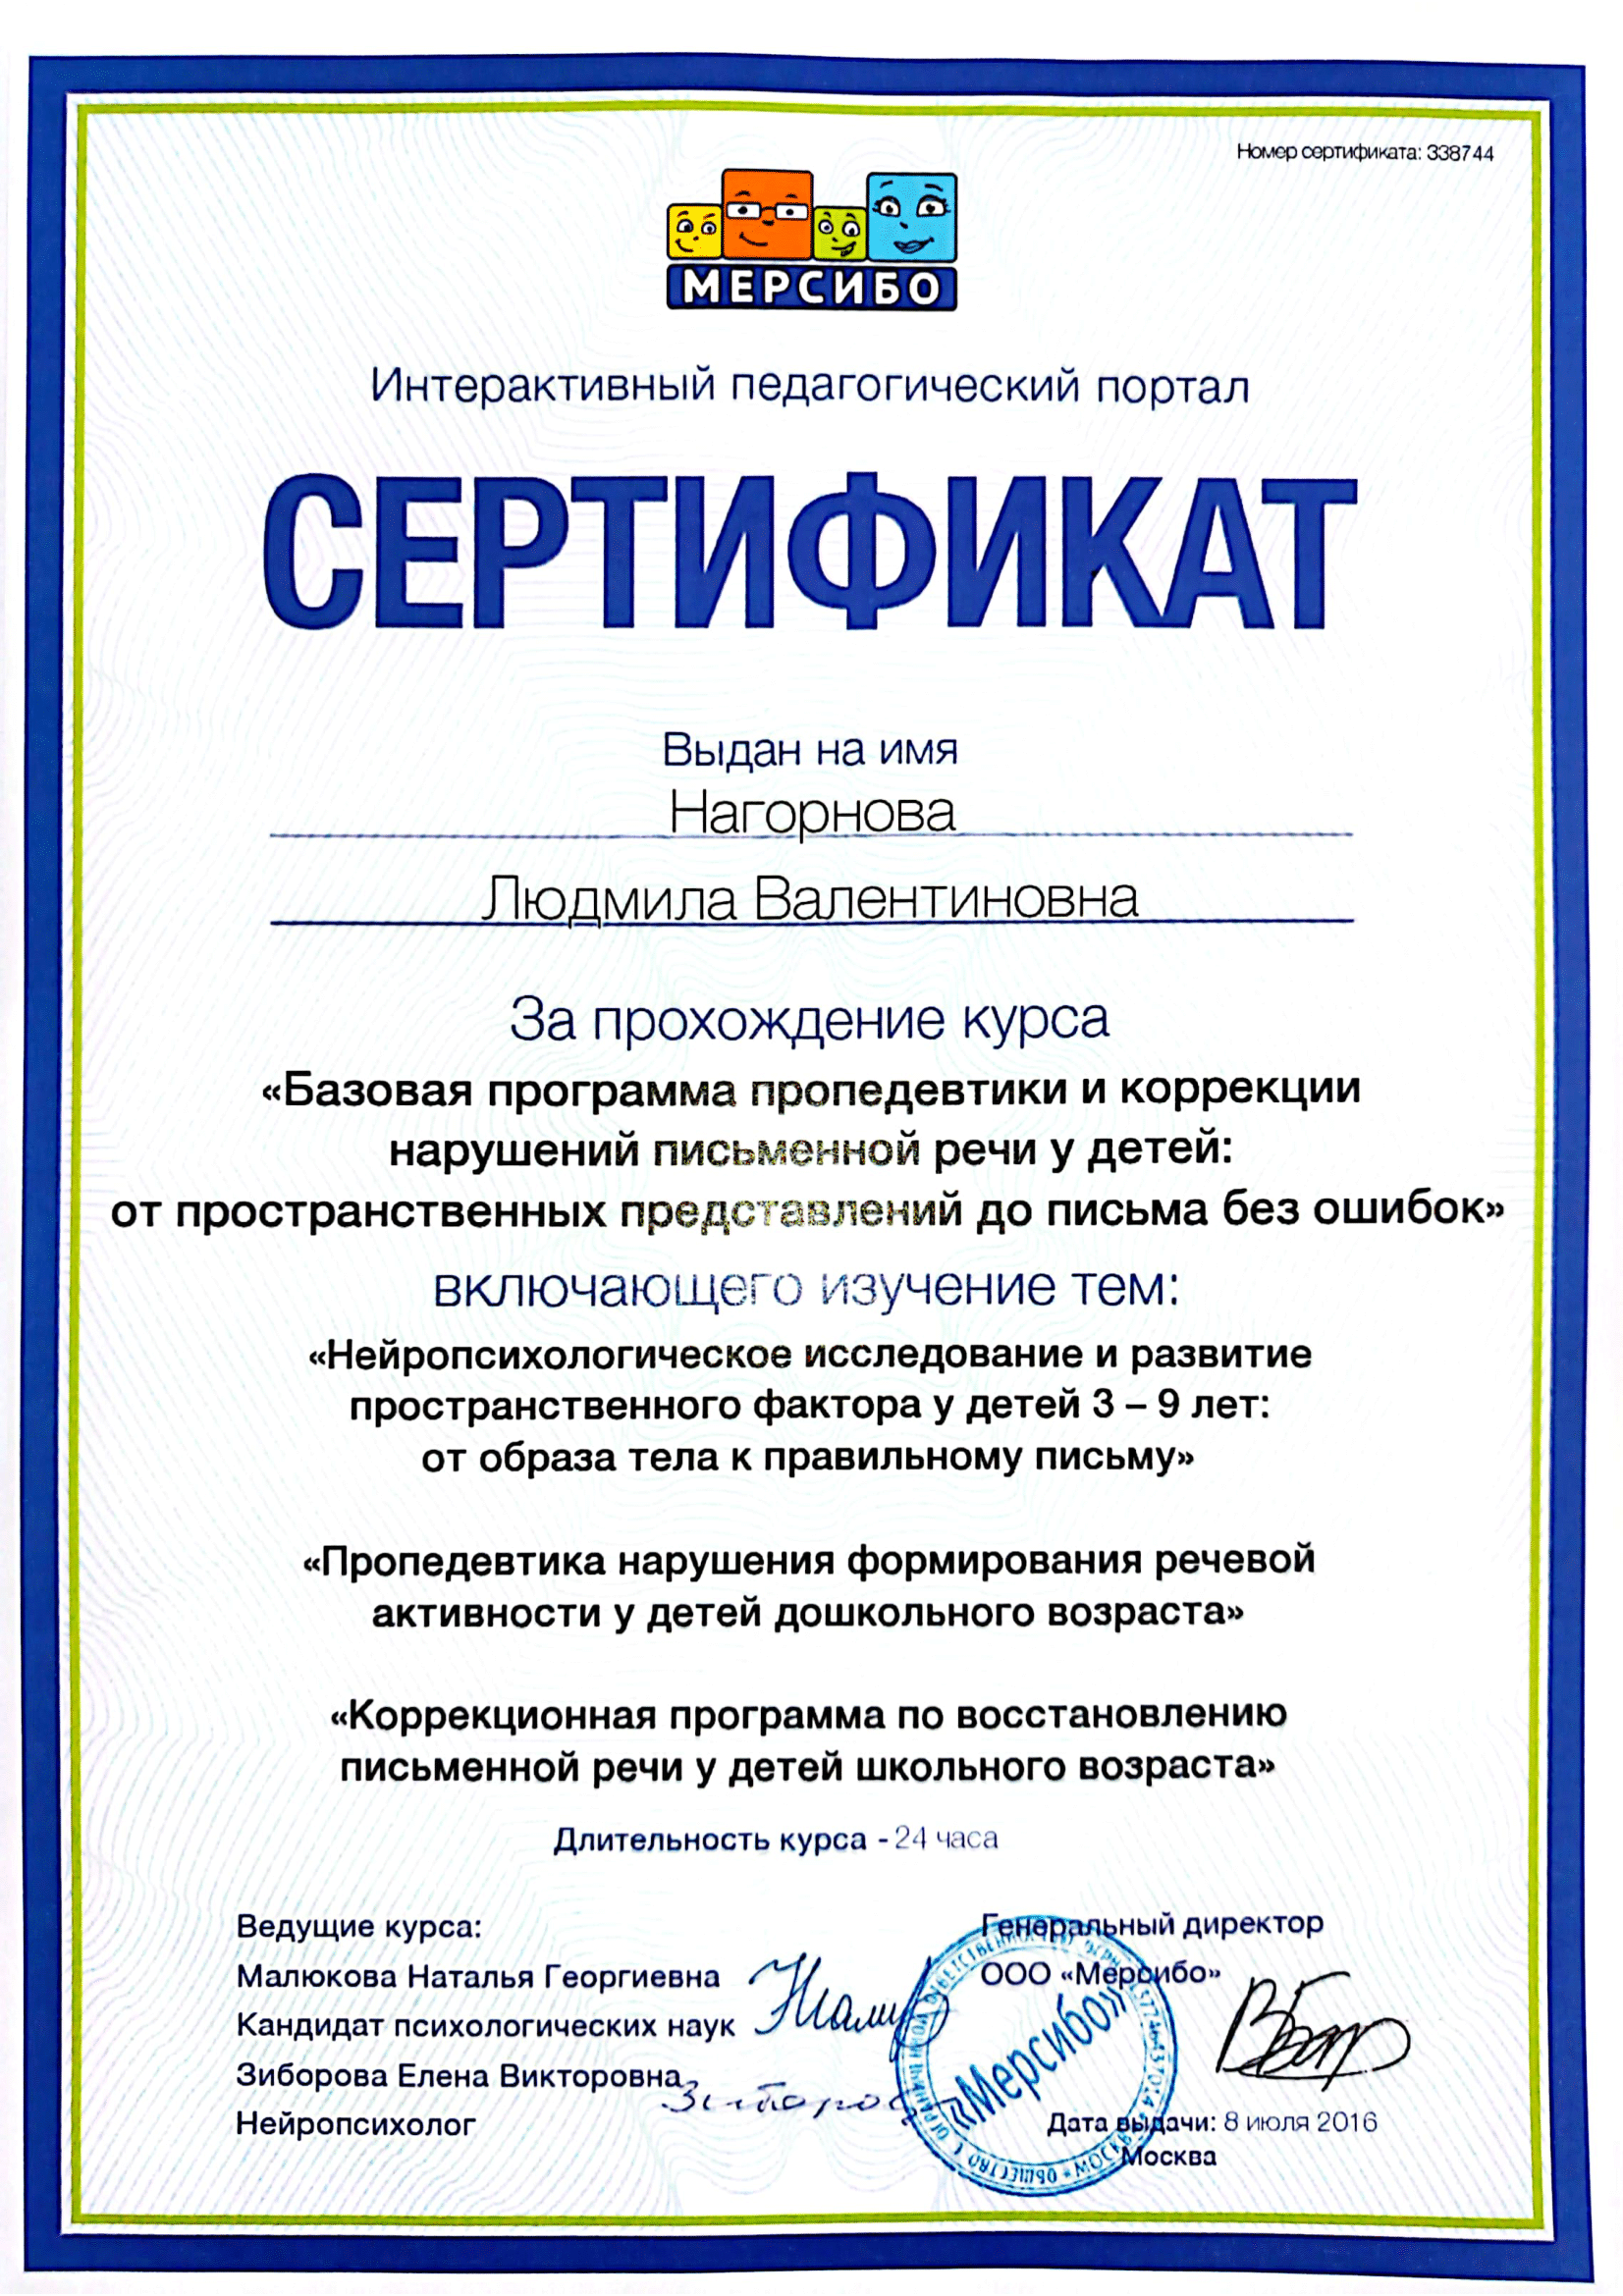 Номер сертификата: 338744
МЕРСИБО
Интерактивный педагогический портал
СЕРТИФИКАТ
Выдан на имя
Нагорнова
Людмила Валентиновна
За прохождение курса
«Базовая программа пропедевтики и коррекции
нарушений письменной речи у детей:
от пространственных представлений до письма без ошибок»
включающего изучение тем:
«Нейропсихологическое исследование и развитие
пространственного фактора у детей 3 – 9 лет:
от образа тела к правильному письму»
«Пропедевтика нарушения формирования речевой
активности у детей дошкольного возраста»
«Коррекционная программа по восстановлению
письменной речи у детей школьного возраста»
Длительность курса - 24 часа
Ведущие курса:
Малюкова Наталья Георгиевна
Кандидат психологических наук
Зиборова Елена Викторовна
Нейропсихолог
Генеральный директор
ООО «Мерсибо»
«Мерсибо»
Дата выдачи: 8 июля 2016
Москва